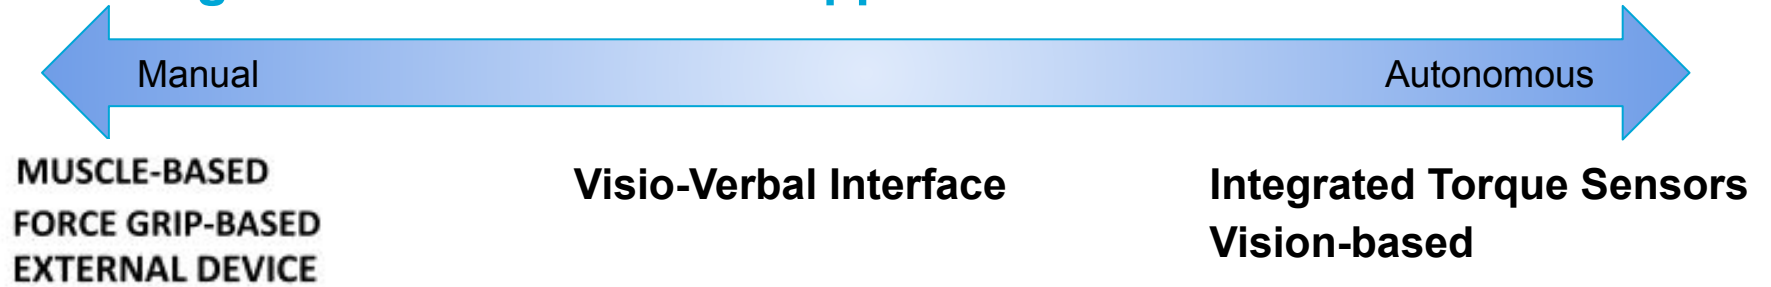 Manual
Autonomous
MUSCLE-BASED
FORCE GRIP-BASED
EXTERNAL DEVICE
Visio-Verbal Interface
Integrated Torque Sensors
Vision-based